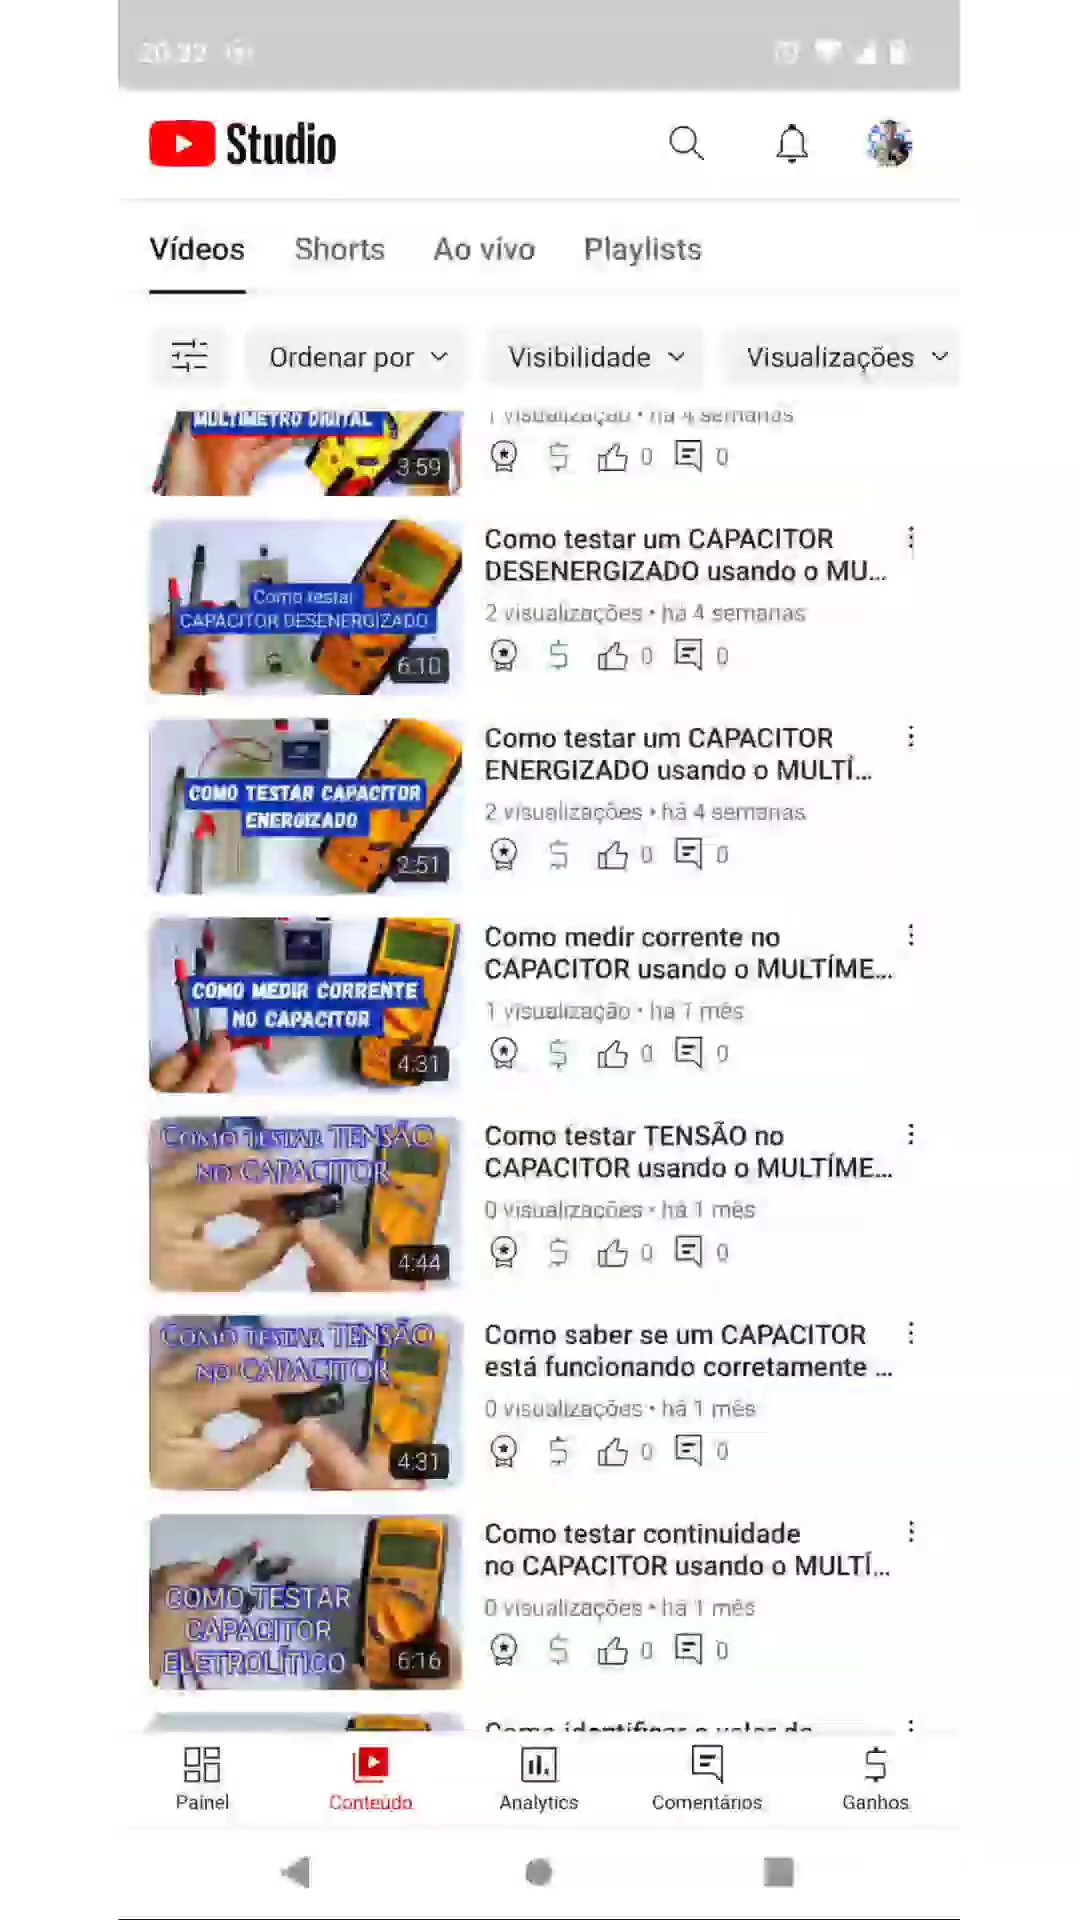 20:32
Studio
Vídeos Shorts Ao vivo Playlists
Ordenar por Visibilidade Visualizações
MULTÍMETRO DIGITAL
3:59
1 visualização • há 4 semanas
0 0
Como testar
CAPACITOR DESENERGIZADO
6:10
Como testar um CAPACITOR
DESENERGIZADO usando o MU...
2 visualizações • há 4 semanas
0 0
COMO TESTAR CAPACITOR
ENERGIZADO
2:51
Como testar um CAPACITOR
ENERGIZADO usando o MULTÍ...
2 visualizações • há 4 semanas
0 0
COMO MEDIR CORRENTE
NO CAPACITOR
4:31
Como medir corrente no
CAPACITOR usando o MULTÍME...
1 visualização • há 1 mês
0 0
COMO TESTAR TENSÃO
NO CAPACITOR
4:44
Como testar TENSÃO no
CAPACITOR usando o MULTÍME...
0 visualizações • há 1 mês
0 0
COMO TESTAR TENSÃO
NO CAPACITOR
4:31
Como saber se um CAPACITOR
está funcionando corretamente ...
0 visualizações • há 1 mês
0 0
COMO TESTAR
CAPACITOR
ELETROLÍTICO
6:16
Como testar continuidade
no CAPACITOR usando o MULTÍ...
0 visualizações • há 1 mês
0 0
Como identificar o valor do
Painel Conteúdo Analytics Comentários Ganhos